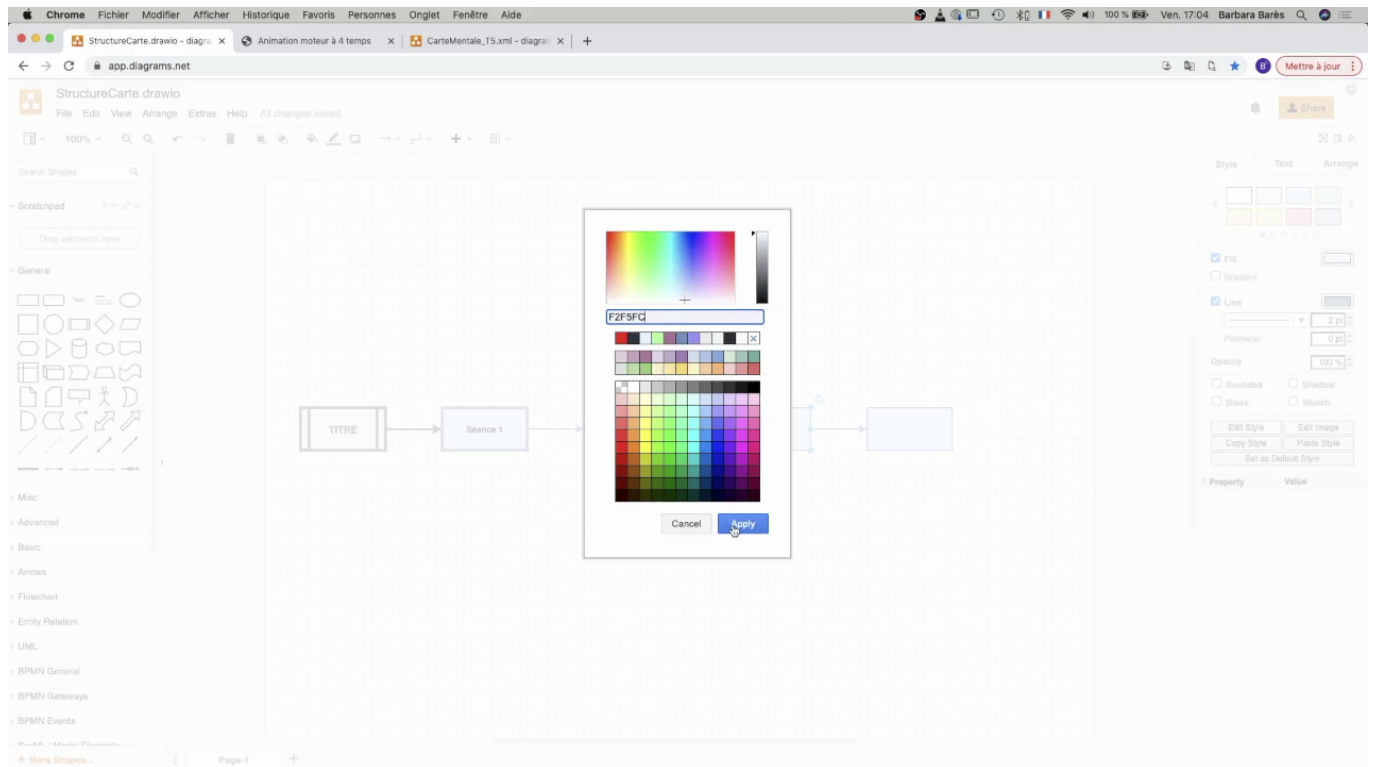 Chrome Fichier Modifier Afficher Historique Favoris Personnes Onglet Fenêtre Aide 100 % Ven. 17:04 Barbara Barès
StructureCarte.drawio - diagra Animation moteur à 4 temps CarteMentale_T5.xml - diagram
app.diagrams.net B Mettre à jour
StructureCarte.drawio
File Edit View Arrange Extras Help All changes saved Share
100%
Search Shapes Style Text Arrange
Scratchpad
Drag elements here
General Fill
Gradient
Text Line
F2F5FC 2 pt
Perimeter 0 pt
Opacity 100 %
Rounded Shadow
Glass Sketch
TITRE Séance 1 Edit Style Edit Image
Copy Style Paste Style
Set as Default Style
Property Value
Misc
Advanced
Cancel Apply
Basic
Arrows
Flowchart
Entity Relation
UML
BPMN General
BPMN Gateways
BPMN Events
+ More Shapes... Page-1